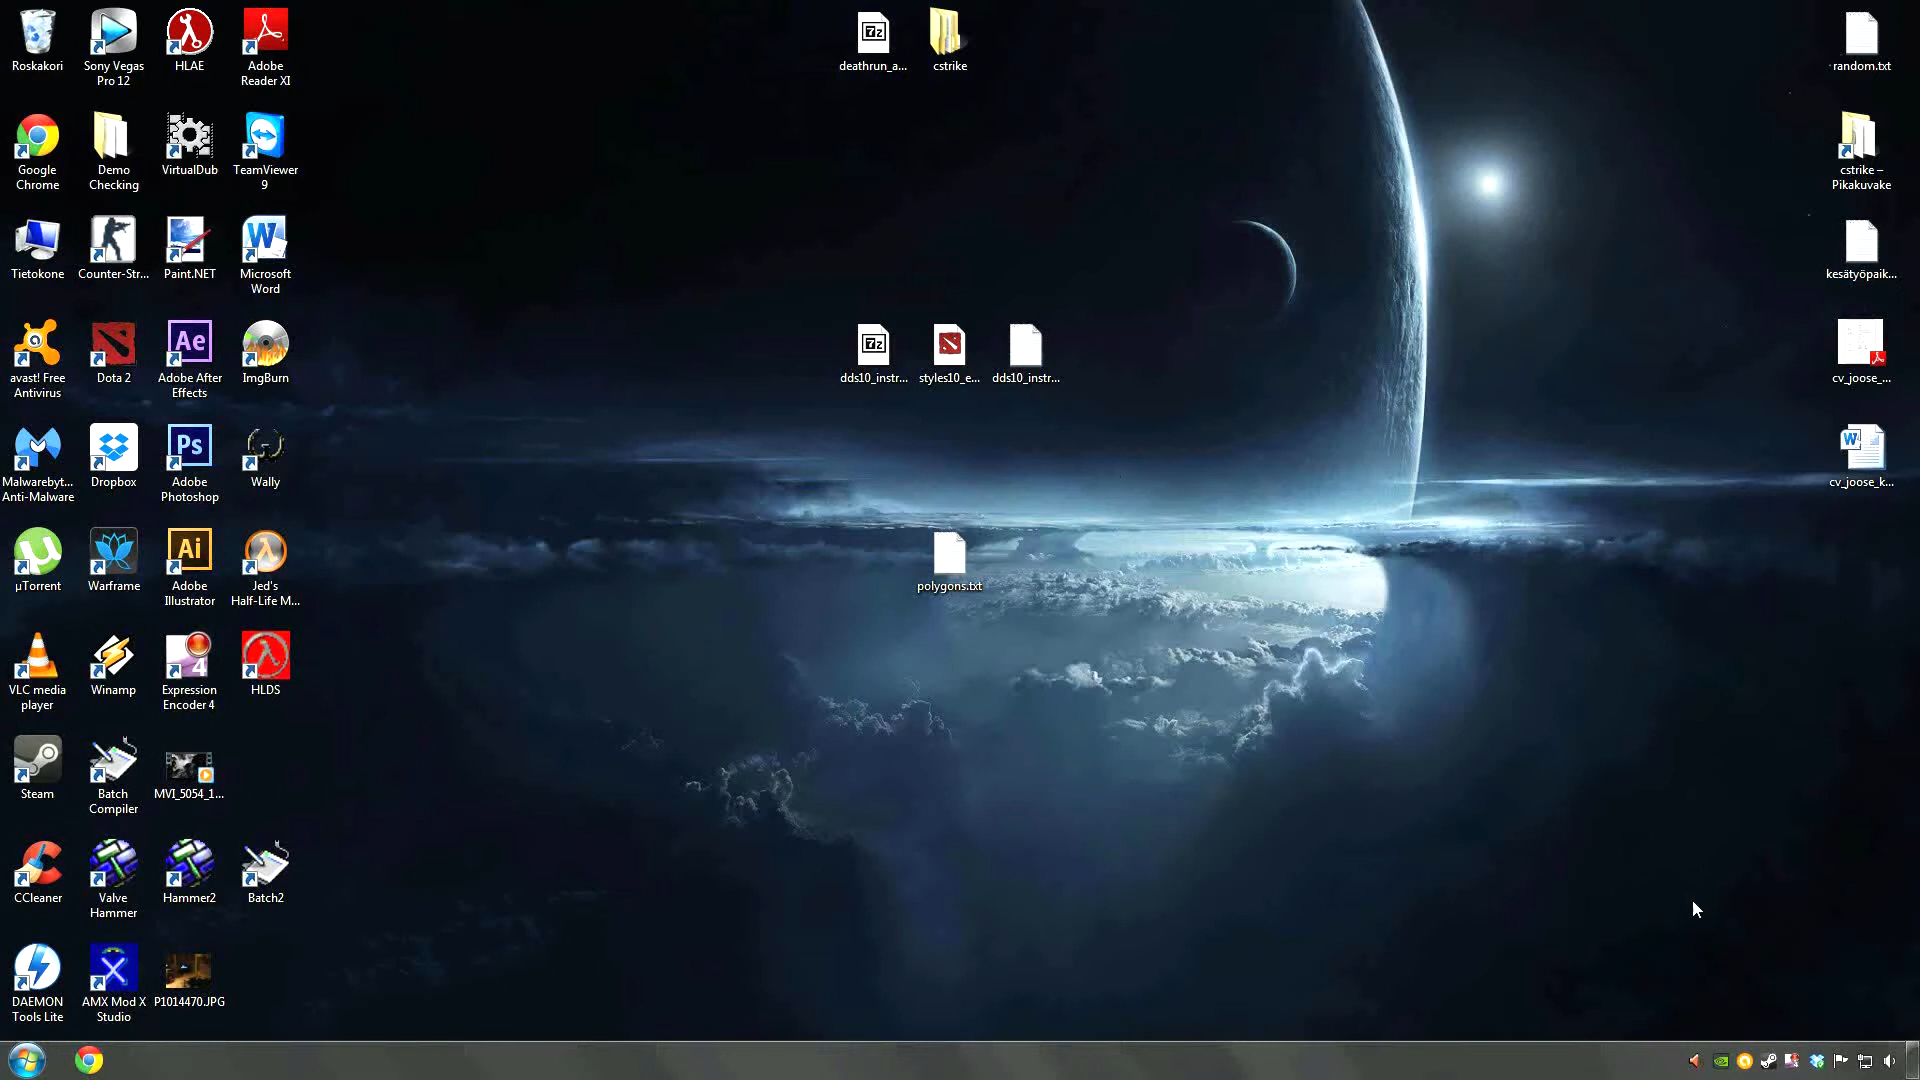 Roskakori
Sony Vegas
Pro 12
HLAE
Adobe
Reader XI
deathrun_a...
cstrike
random.txt
Google
Chrome
Demo
Checking
VirtualDub
TeamViewer
9
cstrike –
Pikakuvake
Tietokone
Counter-Str...
Paint.NET
Microsoft
Word
kesätyöpaik...
avast! Free
Antivirus
Dota 2
Adobe After
Effects
ImgBurn
dds10_instr...
styles10_e...
dds10_instr...
cv_joose_...
Malwarebyt...
Anti-Malware
Dropbox
Adobe
Photoshop
Wally
cv_joose_k...
µTorrent
Warframe
Adobe
Illustrator
Jed's
Half-Life M...
polygons.txt
VLC media
player
Winamp
Expression
Encoder 4
HLDS
Steam
Batch
Compiler
MVI_5054_1...
CCleaner
Valve
Hammer
Hammer2
Batch2
DAEMON
Tools Lite
AMX Mod X
Studio
P1014470.JPG